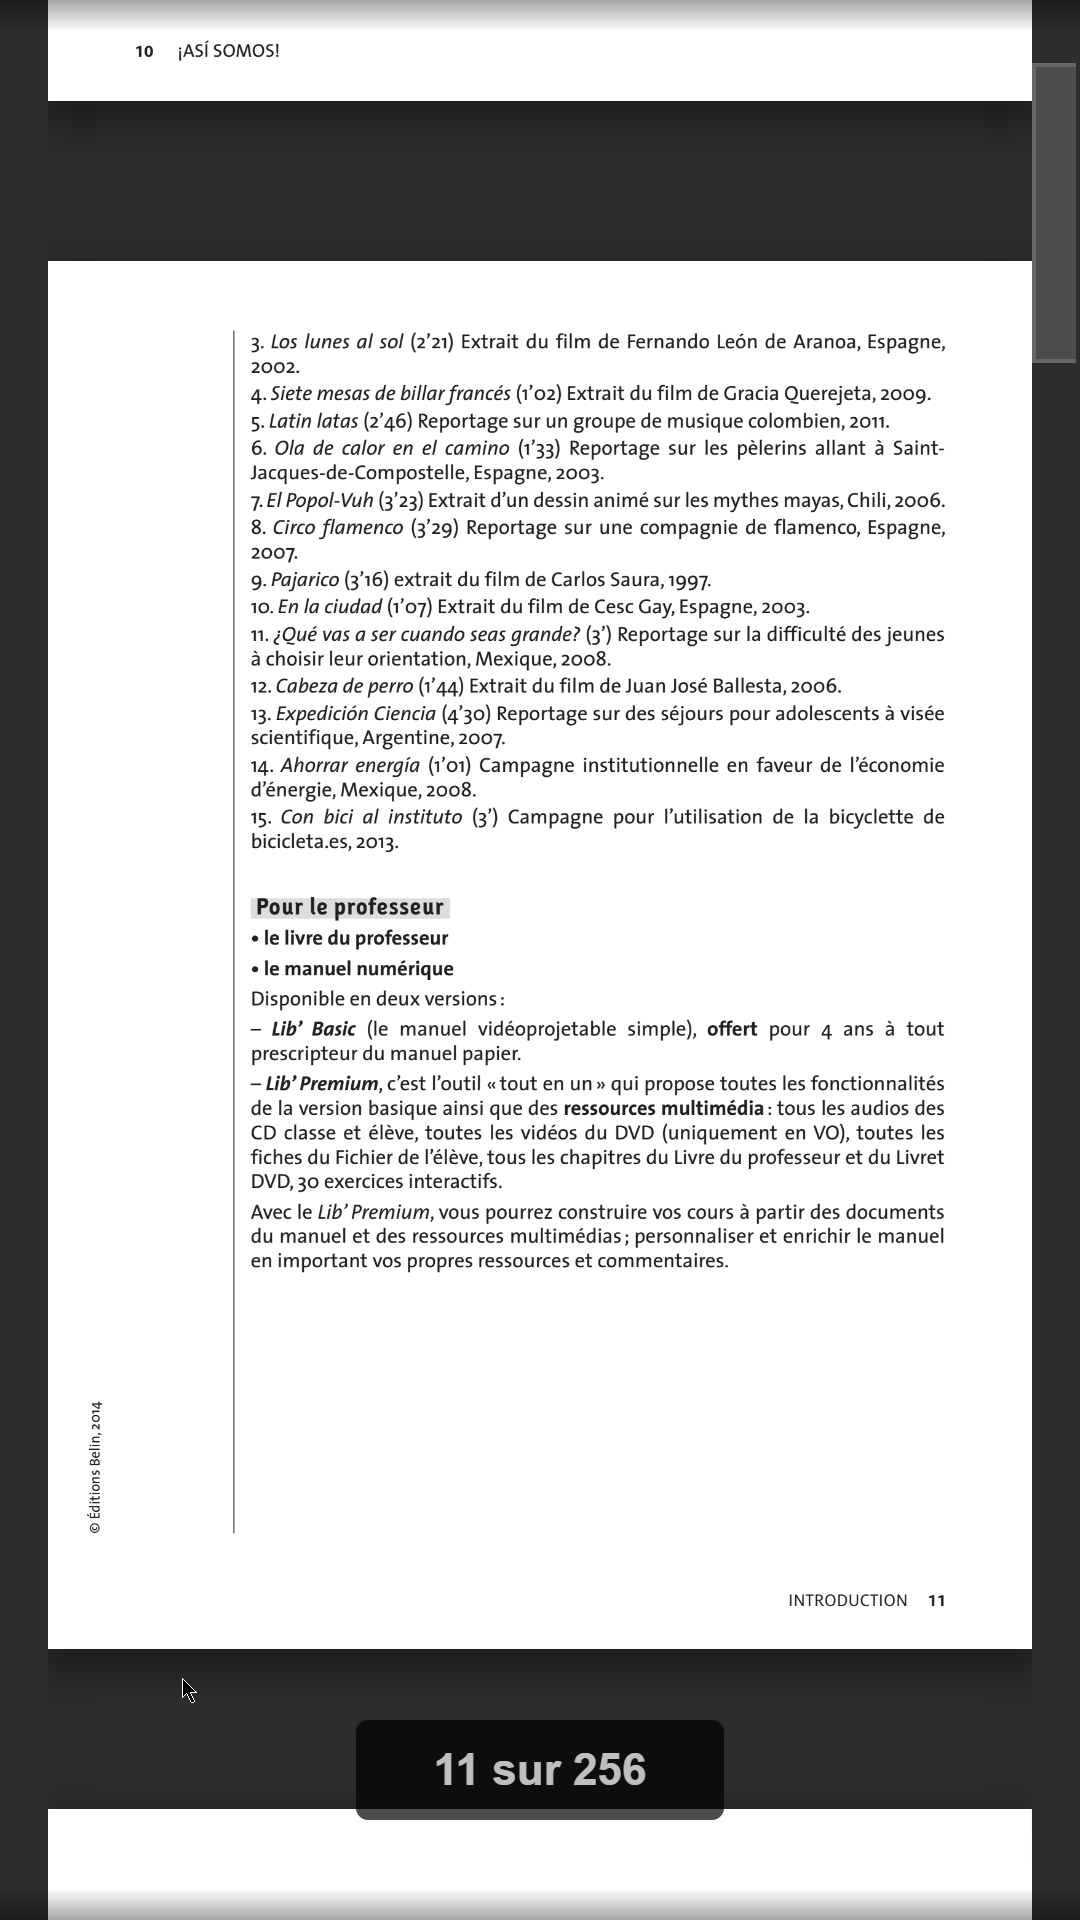 10 ¡ASÍ SOMOS!
3. Los lunes al sol (2’21) Extrait du film de Fernando León de Aranoa, Espagne,
2002.
4. Siete mesas de billar francés (1’02) Extrait du film de Gracia Querejeta, 2009.
5. Latin latas (2’46) Reportage sur un groupe de musique colombien, 2011.
6. Ola de calor en el camino (1’33) Reportage sur les pèlerins allant à Saint-
Jacques-de-Compostelle, Espagne, 2003.
7. El Popol-Vuh (3’23) Extrait d’un dessin animé sur les mythes mayas, Chili, 2006.
8. Circo flamenco (3’29) Reportage sur une compagnie de flamenco, Espagne,
2007.
9. Pajarico (3’16) extrait du film de Carlos Saura, 1997.
10. En la ciudad (1’07) Extrait du film de Cesc Gay, Espagne, 2003.
11. ¿Qué vas a ser cuando seas grande? (3’) Reportage sur la difficulté des jeunes
à choisir leur orientation, Mexique, 2008.
12. Cabeza de perro (1’44) Extrait du film de Juan José Ballesta, 2006.
13. Expedición Ciencia (4’30) Reportage sur des séjours pour adolescents à visée
scientifique, Argentine, 2007.
14. Ahorrar energía (1’01) Campagne institutionnelle en faveur de l’économie
d’énergie, Mexique, 2008.
15. Con bici al instituto (3’) Campagne pour l’utilisation de la bicyclette de
bicicleta.es, 2013.
Pour le professeur
• le livre du professeur
• le manuel numérique
Disponible en deux versions :
– Lib’ Basic (le manuel vidéoprojetable simple), offert pour 4 ans à tout
prescripteur du manuel papier.
– Lib’ Premium, c’est l’outil « tout en un » qui propose toutes les fonctionnalités
de la version basique ainsi que des ressources multimédia : tous les audios des
CD classe et élève, toutes les vidéos du DVD (uniquement en VO), toutes les
fiches du Fichier de l’élève, tous les chapitres du Livre du professeur et du Livret
DVD, 30 exercices interactifs.
Avec le Lib’ Premium, vous pourrez construire vos cours à partir des documents
du manuel et des ressources multimédias ; personnaliser et enrichir le manuel
en important vos propres ressources et commentaires.
© Éditions Belin, 2014
INTRODUCTION 11
11 sur 256